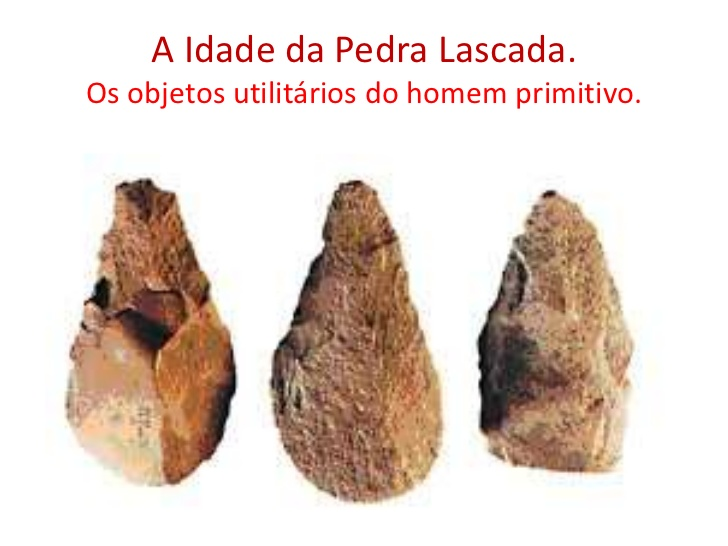 A Idade da Pedra Lascada.
Os objetos utilitários do homem primitivo.